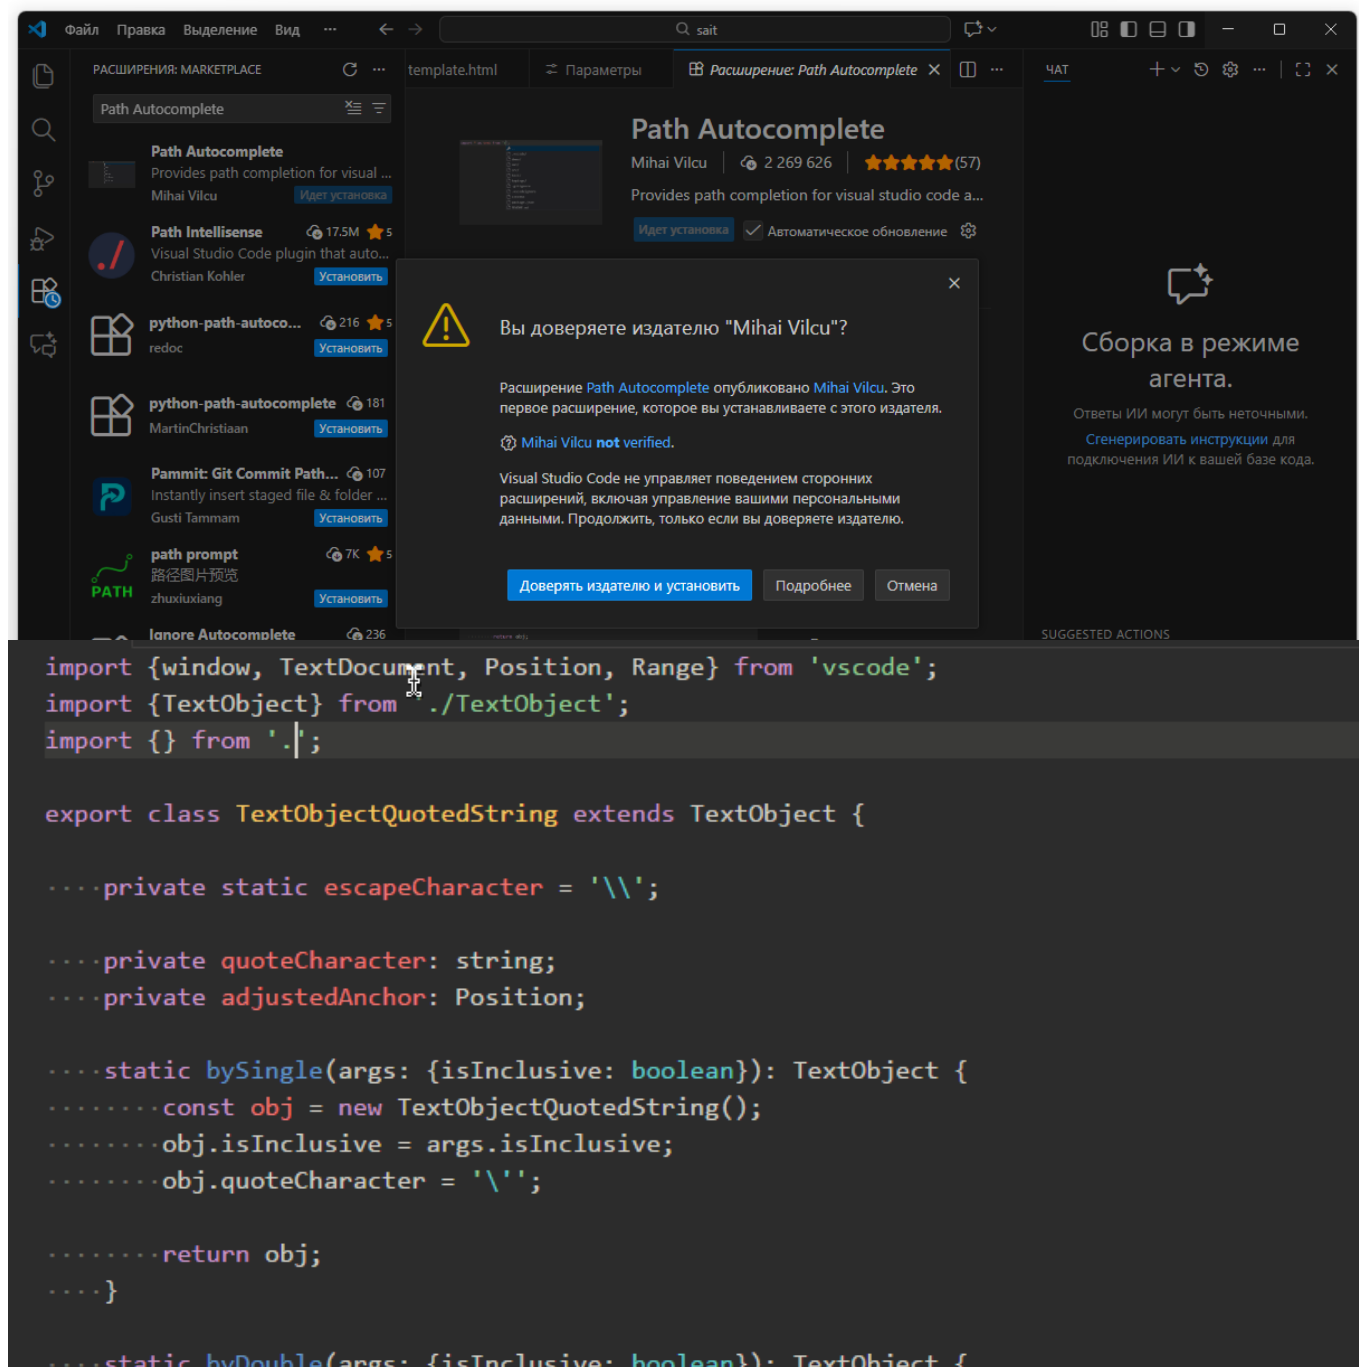 Файл Правка Выделение Вид ··· sait
РАСШИРЕНИЯ: MARKETPLACE
Path Autocomplete
Path Autocomplete
Provides path completion for visual ...
Mihai Vilcu Идет установка
Path Intellisense 17.5M 5
Visual Studio Code plugin that auto...
Christian Kohler Установить
python-path-autoco... 216 5
redoc Установить
python-path-autocomplete 181
MartinChristiaan Установить
Pammit: Git Commit Path... 107
Instantly insert staged file & folder ...
Gusti Tammam Установить
path prompt 7K 5
路径图片预览
PATH
zhuxiuxiang Установить
Ignore Autocomplete 236
template.html Параметры Расширение: Path Autocomplete
Path Autocomplete
Mihai Vilcu 2 269 626 (57)
Provides path completion for visual studio code a...
Идет установка Автоматическое обновление
Вы доверяете издателю "Mihai Vilcu"?
Расширение Path Autocomplete опубликовано Mihai Vilcu. Это
первое расширение, которое вы устанавливаете с этого издателя.
Mihai Vilcu not verified.
Visual Studio Code не управляет поведением сторонних
расширений, включая управление вашими персональными
данными. Продолжить, только если вы доверяете издателю.
Доверять издателю и установить Подробнее Отмена
return obj;
ЧАТ
Сборка в режиме
агента.
Ответы ИИ могут быть неточными.
Сгенерировать инструкции для
подключения ИИ к вашей базе кода.
SUGGESTED ACTIONS
import {window, TextDocument, Position, Range} from 'vscode';
import {TextObject} from './TextObject';
import {} from '.';
export class TextObjectQuotedString extends TextObject {
····private static escapeCharacter = '\\';
····private quoteCharacter: string;
····private adjustedAnchor: Position;
····static bySingle(args: {isInclusive: boolean}): TextObject {
········const obj = new TextObjectQuotedString();
········obj.isInclusive = args.isInclusive;
········obj.quoteCharacter = '\'';
········return obj;
····}
····static byDouble(args: {isInclusive: boolean}): TextObject {